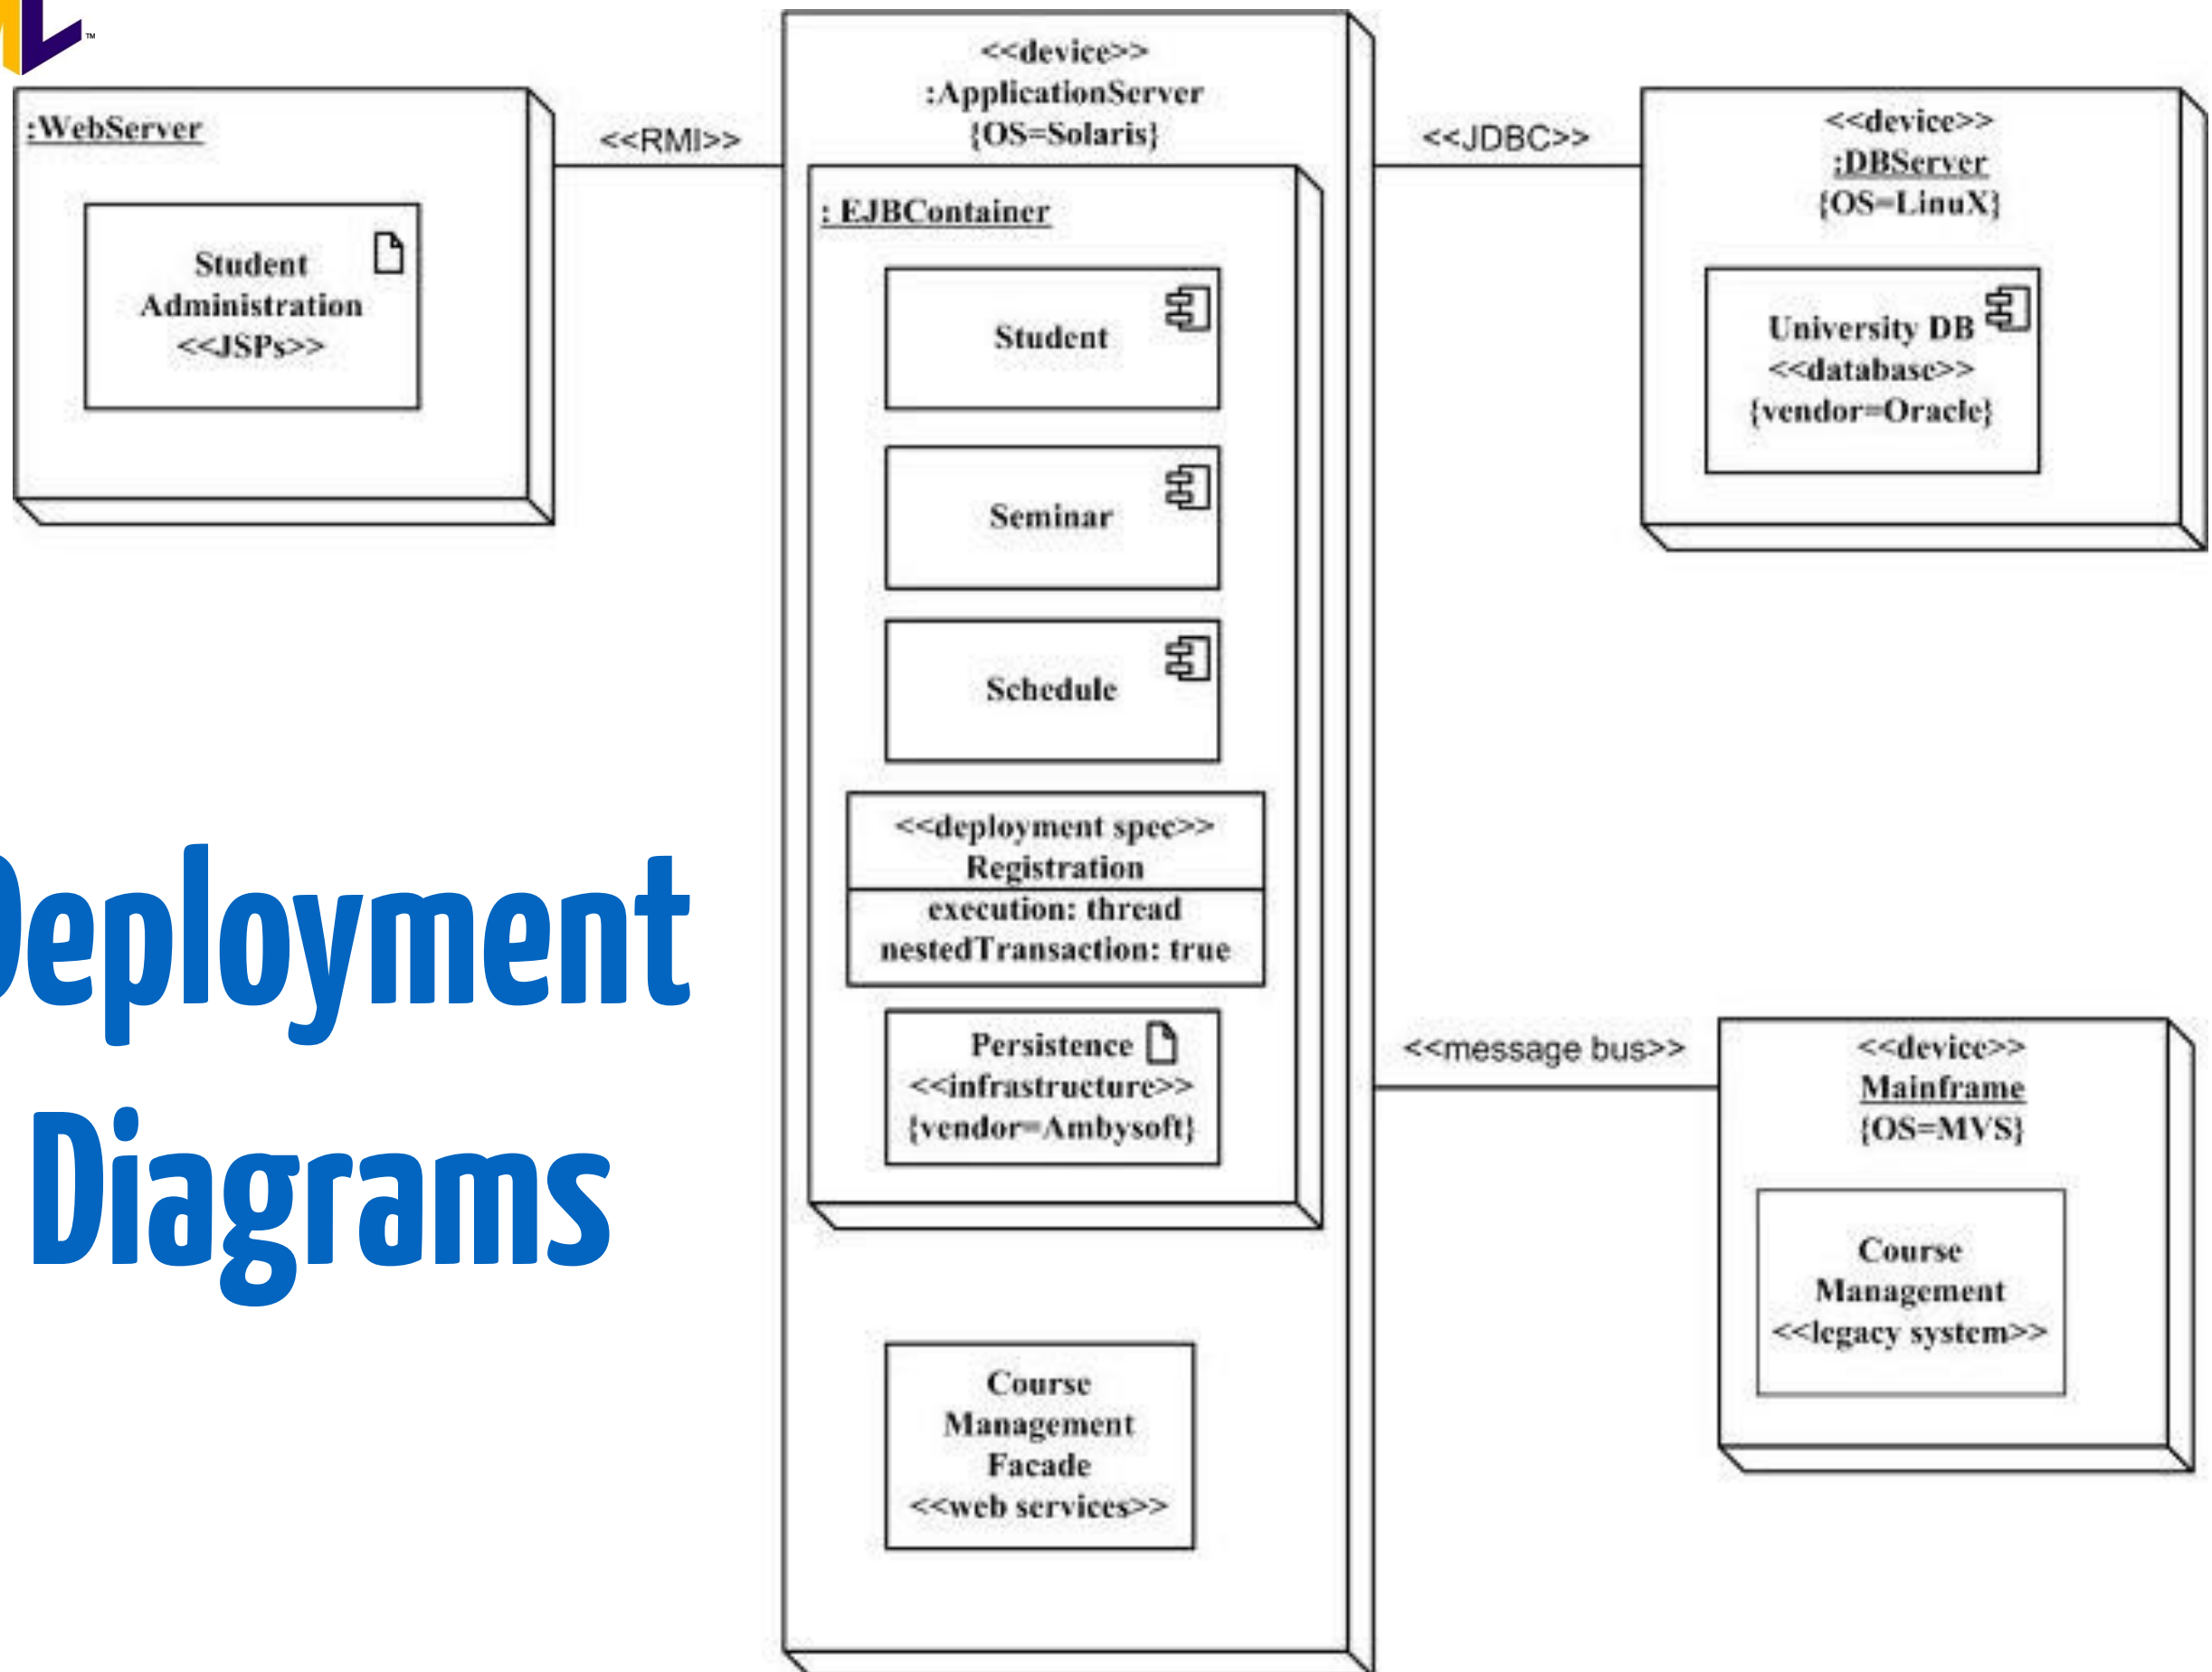 ML
™
:WebServer
Student
Administration
<<JSPs>>
<<RMI>>
<<device>>
:ApplicationServer
{OS=Solaris}
: EJBContainer
Student
Seminar
Schedule
<<deployment spec>>
Registration
execution: thread
nestedTransaction: true
Persistence
<<infrastructure>>
{vendor=Ambysoft}
Course
Management
Facade
<<web services>>
<<JDBC>>
<<device>>
:DBServer
{OS=LinuX}
University DB
<<database>>
{vendor=Oracle}
<<message bus>>
<<device>>
Mainframe
{OS=MVS}
Course
Management
<<legacy system>>
Deployment
Diagrams